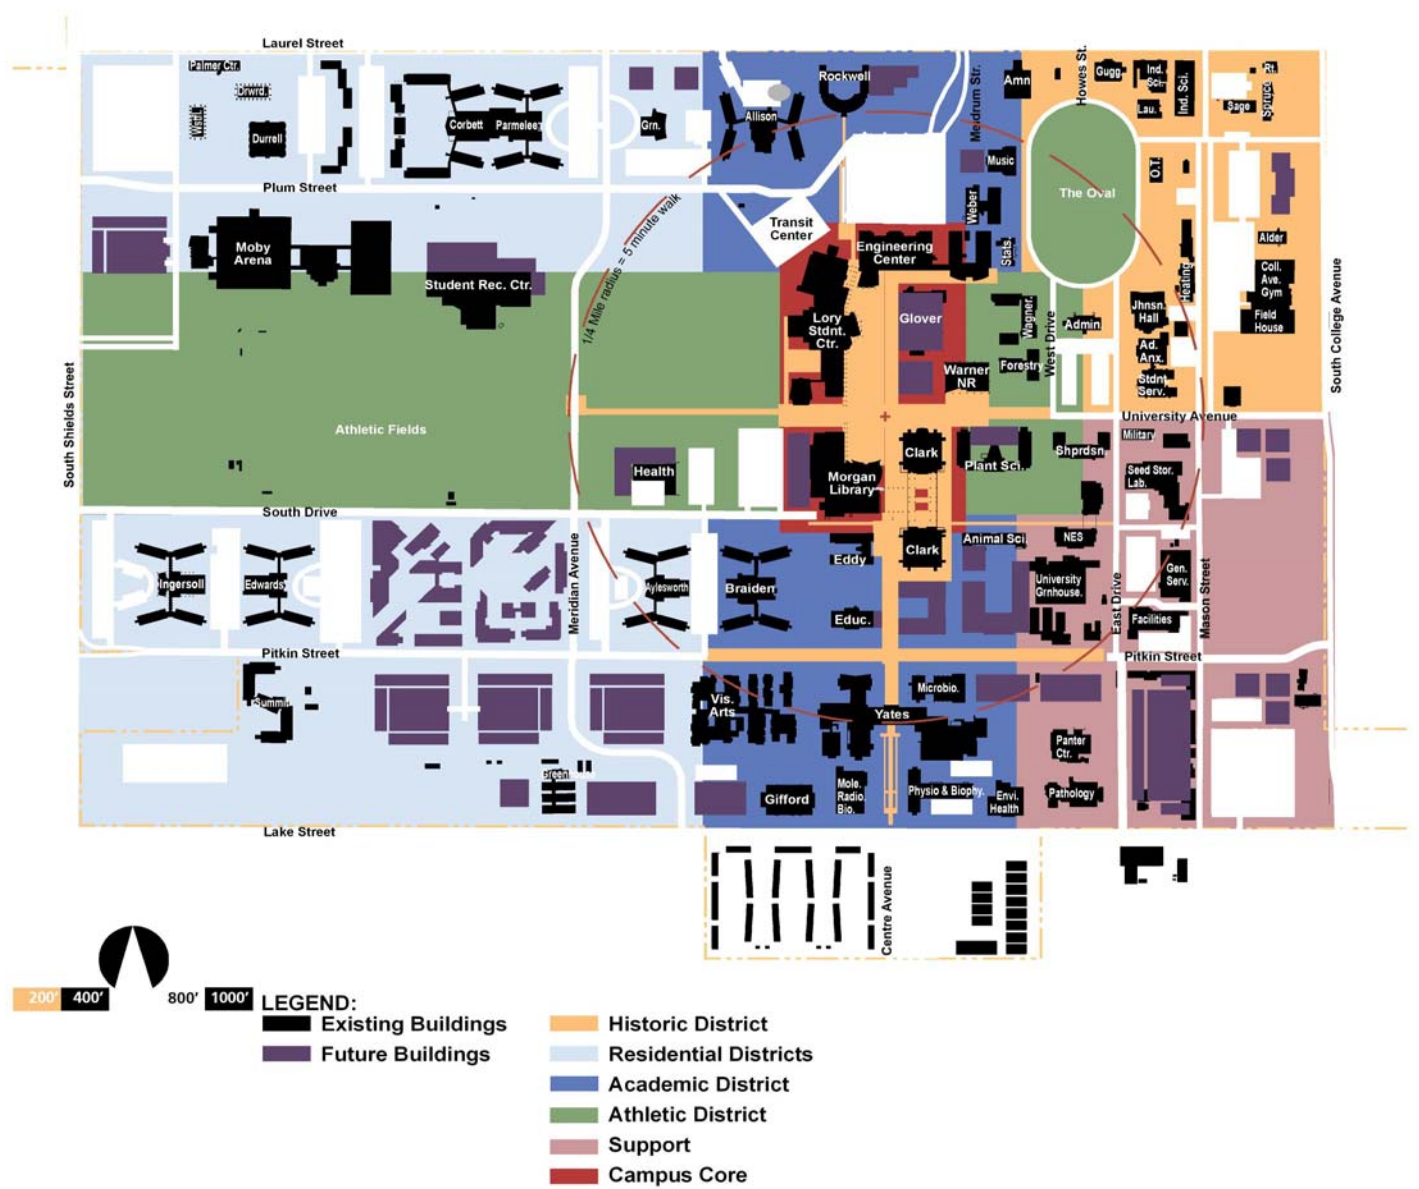 Laurel Street
Palmer Ctr.
Drwrd.
Durrell
Corbett
Parmelee
Grn.
Allison
Rockwell
Meldrum Str.
Amn
Howes St.
Gugg.
Ind.
Sci.
Ind. Sci.
Lau.
Sage
Spruce
Rt.
Plum Street
Music
Weber
O.T.
The Oval
1/4 Mile radius = 5 minute walk
Transit
Center
Moby
Arena
Engineering
Center
Stats.
Alder
Heating
Coll.
Ave.
Gym
Field
House
Student Rec. Ctr.
Lory
Stdnt.
Ctr.
Glover
Wagner.
Admin.
West Drive
Jhnsn.
Hall
Ad.
Anx.
Stdnt
Serv.
Forestry
Warner
NR
South College Avenue
South Shields Street
Athletic Fields
University Avenue
Military
Health
Clark
Plant Sci.
Shprdsn
Morgan
Library
Seed Stor.
Lab.
South Drive
Meridian Avenue
Clark
Animal Sci.
NES
Eddy
Ingersoll
Edwards
Aylesworth
Braiden
University
Grnhouse.
Gen.
Serv.
East Drive
Mason Street
Educ.
Facilities
Pitkin Street
Pitkin Street
Summit
Vis.
Arts
Microbio.
Yates
Panter
Ctr.
Gifford
Mole.
Radio.
Bio.
Physio & Biophy.
Envi.
Health
Pathology
Lake Street
Centre Avenue
200' 400' 800' 1000'
LEGEND:
Existing Buildings
Future Buildings
Historic District
Residential Districts
Academic District
Athletic District
Support
Campus Core